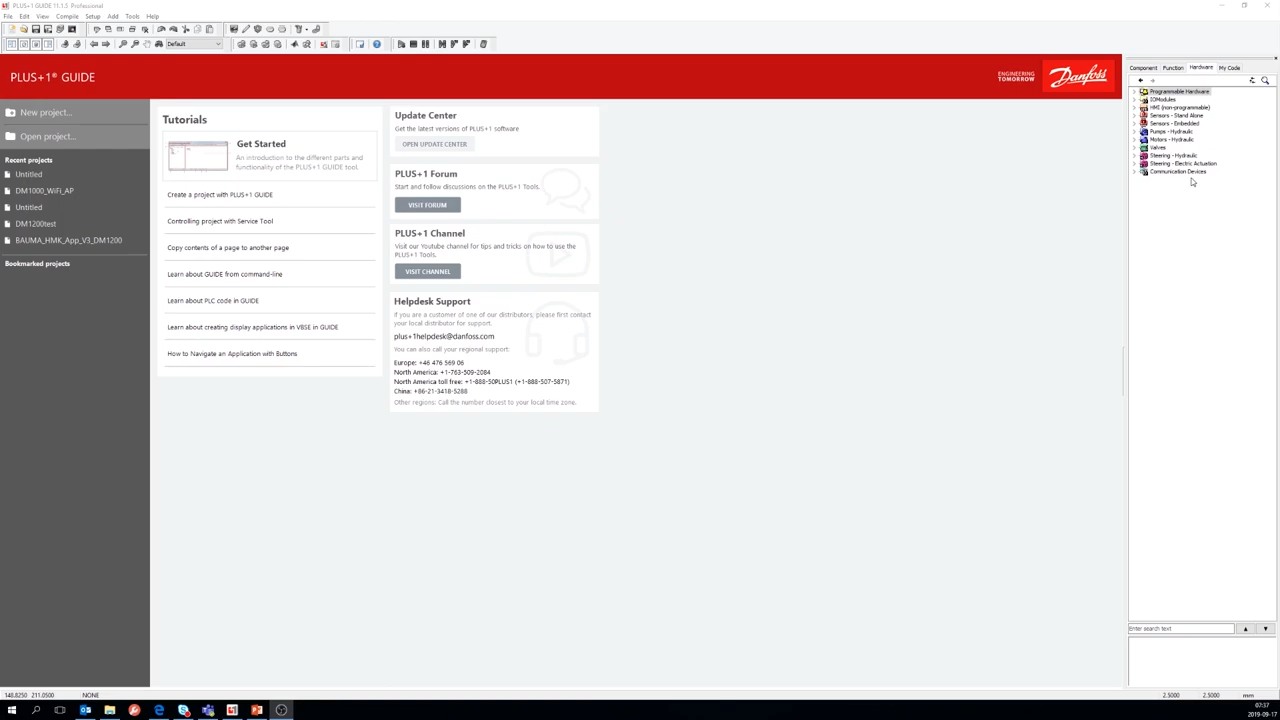 PLUS+1 GUIDE 11.1.5 Professional
File Edit View Compile Setup Add Tools Help
Default
PLUS+1® GUIDE
ENGINEERING
TOMORROW
Danfoss
New project...
Open project...
Recent projects
Untitled
DM1000_WiFi_AP
Untitled
DM1200test
BAUMA_HMK_App_V3_DM1200
Bookmarked projects
Tutorials
Get Started
An introduction to the different parts and
functionality of the PLUS+1 GUIDE tool.
Create a project with PLUS+1 GUIDE
Controlling project with Service Tool
Copy contents of a page to another page
Learn about GUIDE from command-line
Learn about PLC code in GUIDE
Learn about creating display applications in VBSE in GUIDE
How to Navigate an Application with Buttons
Update Center
Get the latest versions of PLUS+1 software
OPEN UPDATE CENTER
PLUS+1 Forum
Start and follow discussions on the PLUS+1 Tools.
VISIT FORUM
PLUS+1 Channel
Visit our Youtube channel for tips and tricks on how to use the
PLUS+1 Tools.
VISIT CHANNEL
Helpdesk Support
If you are a customer of one of our distributors, please first contact
your local distributor for support.
plus+1helpdesk@danfoss.com
You can also call your regional support:
Europe: +46 476 569 06
North America: +1-763-509-2084
North America toll free: +1-888-50PLUS1 (+1-888-507-5871)
China: +86-21-3418-5288
Other regions: Call the number closest to your local time zone.
Component Function Hardware My Code
Programmable Hardware
IOModules
HMI (non-programmable)
Sensors - Stand Alone
Sensors - Embedded
Pumps - Hydraulic
Motors - Hydraulic
Valves
Steering - Hydraulic
Steering - Electric Actuation
Communication Devices
Enter search text
148.8250 211.0500 NONE
2.5000 2.5000 mm
07:37
2019-09-17